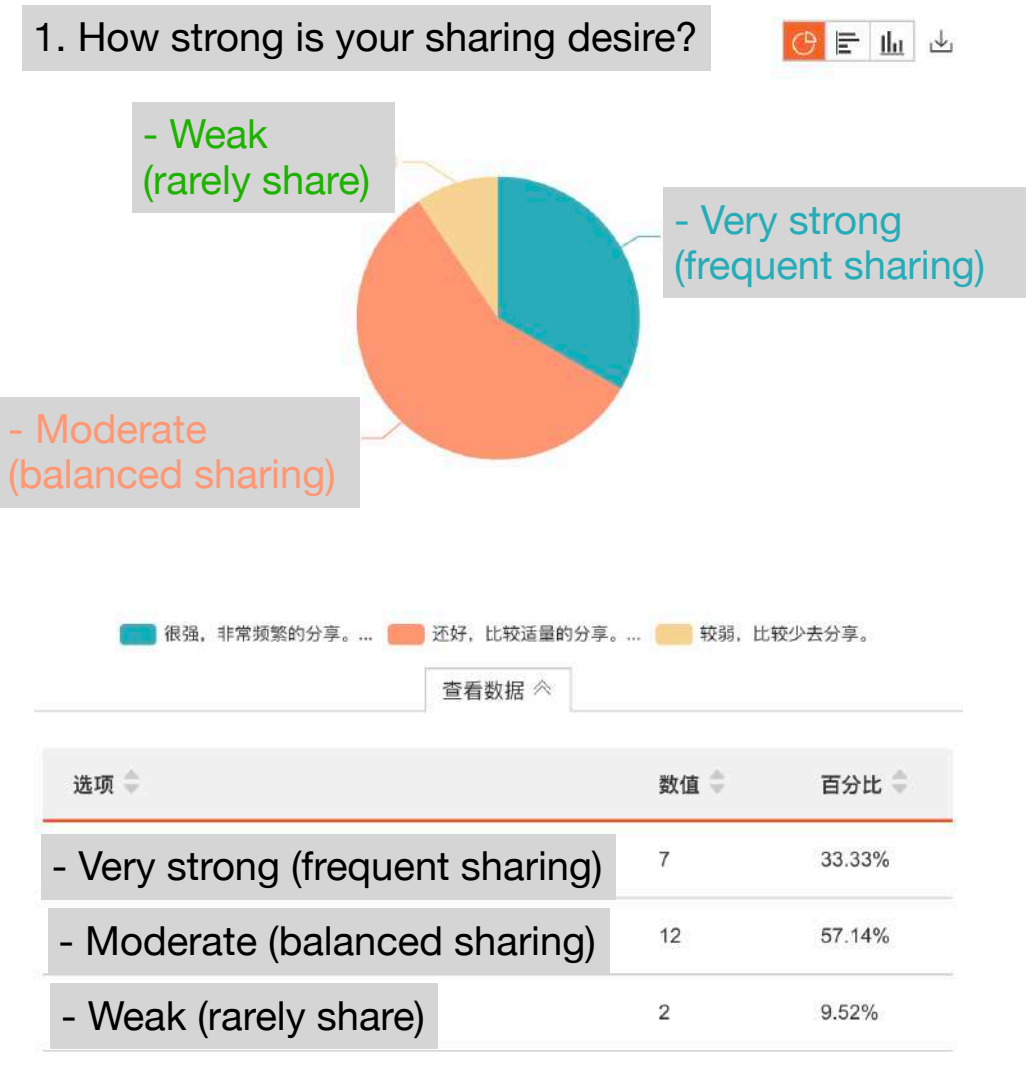 1. How strong is your sharing desire?
- Weak
(rarely share)
- Very strong
(frequent sharing)
- Moderate
(balanced sharing)
很强，非常频繁的分享。... 还好，比较适量的分享。... 较弱，比较少去分享。
查看数据
选项 数值 百分比
- Very strong (frequent sharing) 7 33.33%
- Moderate (balanced sharing) 12 57.14%
- Weak (rarely share) 2 9.52%